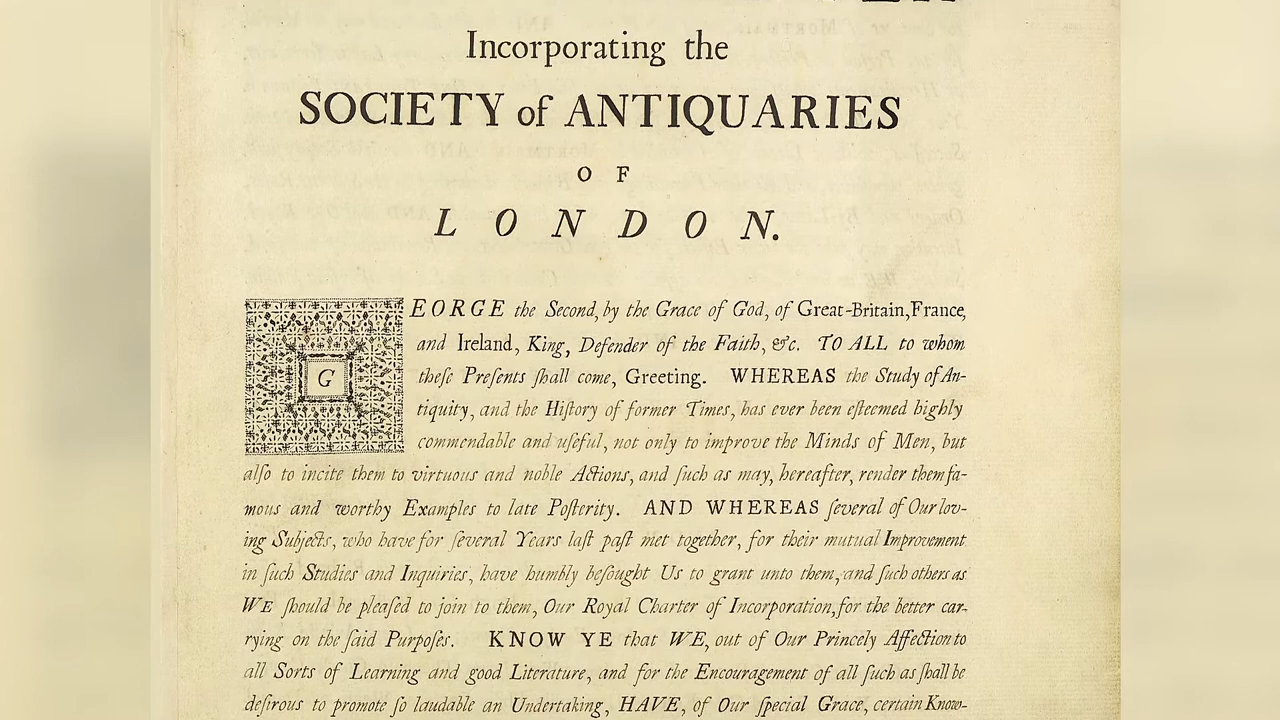 Incorporating the
SOCIETY of ANTIQUARIES
OF
LONDON.
GEORGE the Second, by the Grace of God, of Great-Britain, France,
and Ireland, King, Defender of the Faith, &c. TO ALL to whom
theſe Preſents ſhall come, Greeting. WHEREAS the Study of An-
tiquity, and the Hiſtory of former Times, has ever been eſteemed highly
commendable and uſeful, not only to improve the Minds of Men, but
alſo to incite them to virtuous and noble Actions, and ſuch as may, hereafter, render them fa-
mous and worthy Examples to late Poſterity. AND WHEREAS ſeveral of Our lov-
ing Subjects, who have for ſeveral Years laſt paſt met together, for their mutual Improvement
in ſuch Studies and Inquiries, have humbly beſought Us to grant unto them, and ſuch others as
WE ſhould be pleaſed to join to them, Our Royal Charter of Incorporation, for the better car-
rying on the ſaid Purpoſes. KNOW YE that WE, out of Our Princely Affection to
all Sorts of Learning and good Literature, and for the Encouragement of all ſuch as ſhall be
deſirous to promote ſo laudable an Undertaking, HAVE, of Our ſpecial Grace, certain Know-